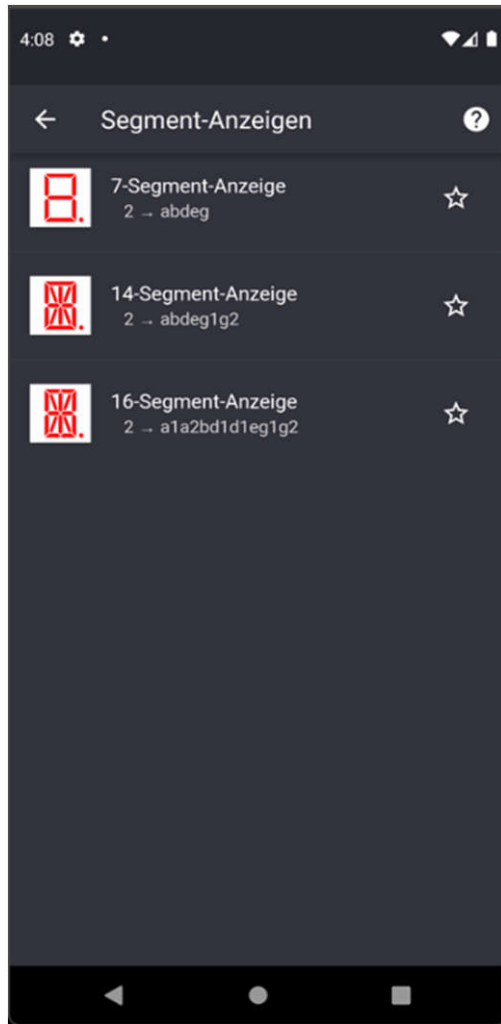 4:08
Segment-Anzeigen
7-Segment-Anzeige
2 → abdeg
14-Segment-Anzeige
2 → abdeg1g2
16-Segment-Anzeige
2 → a1a2bd1d1eg1g2